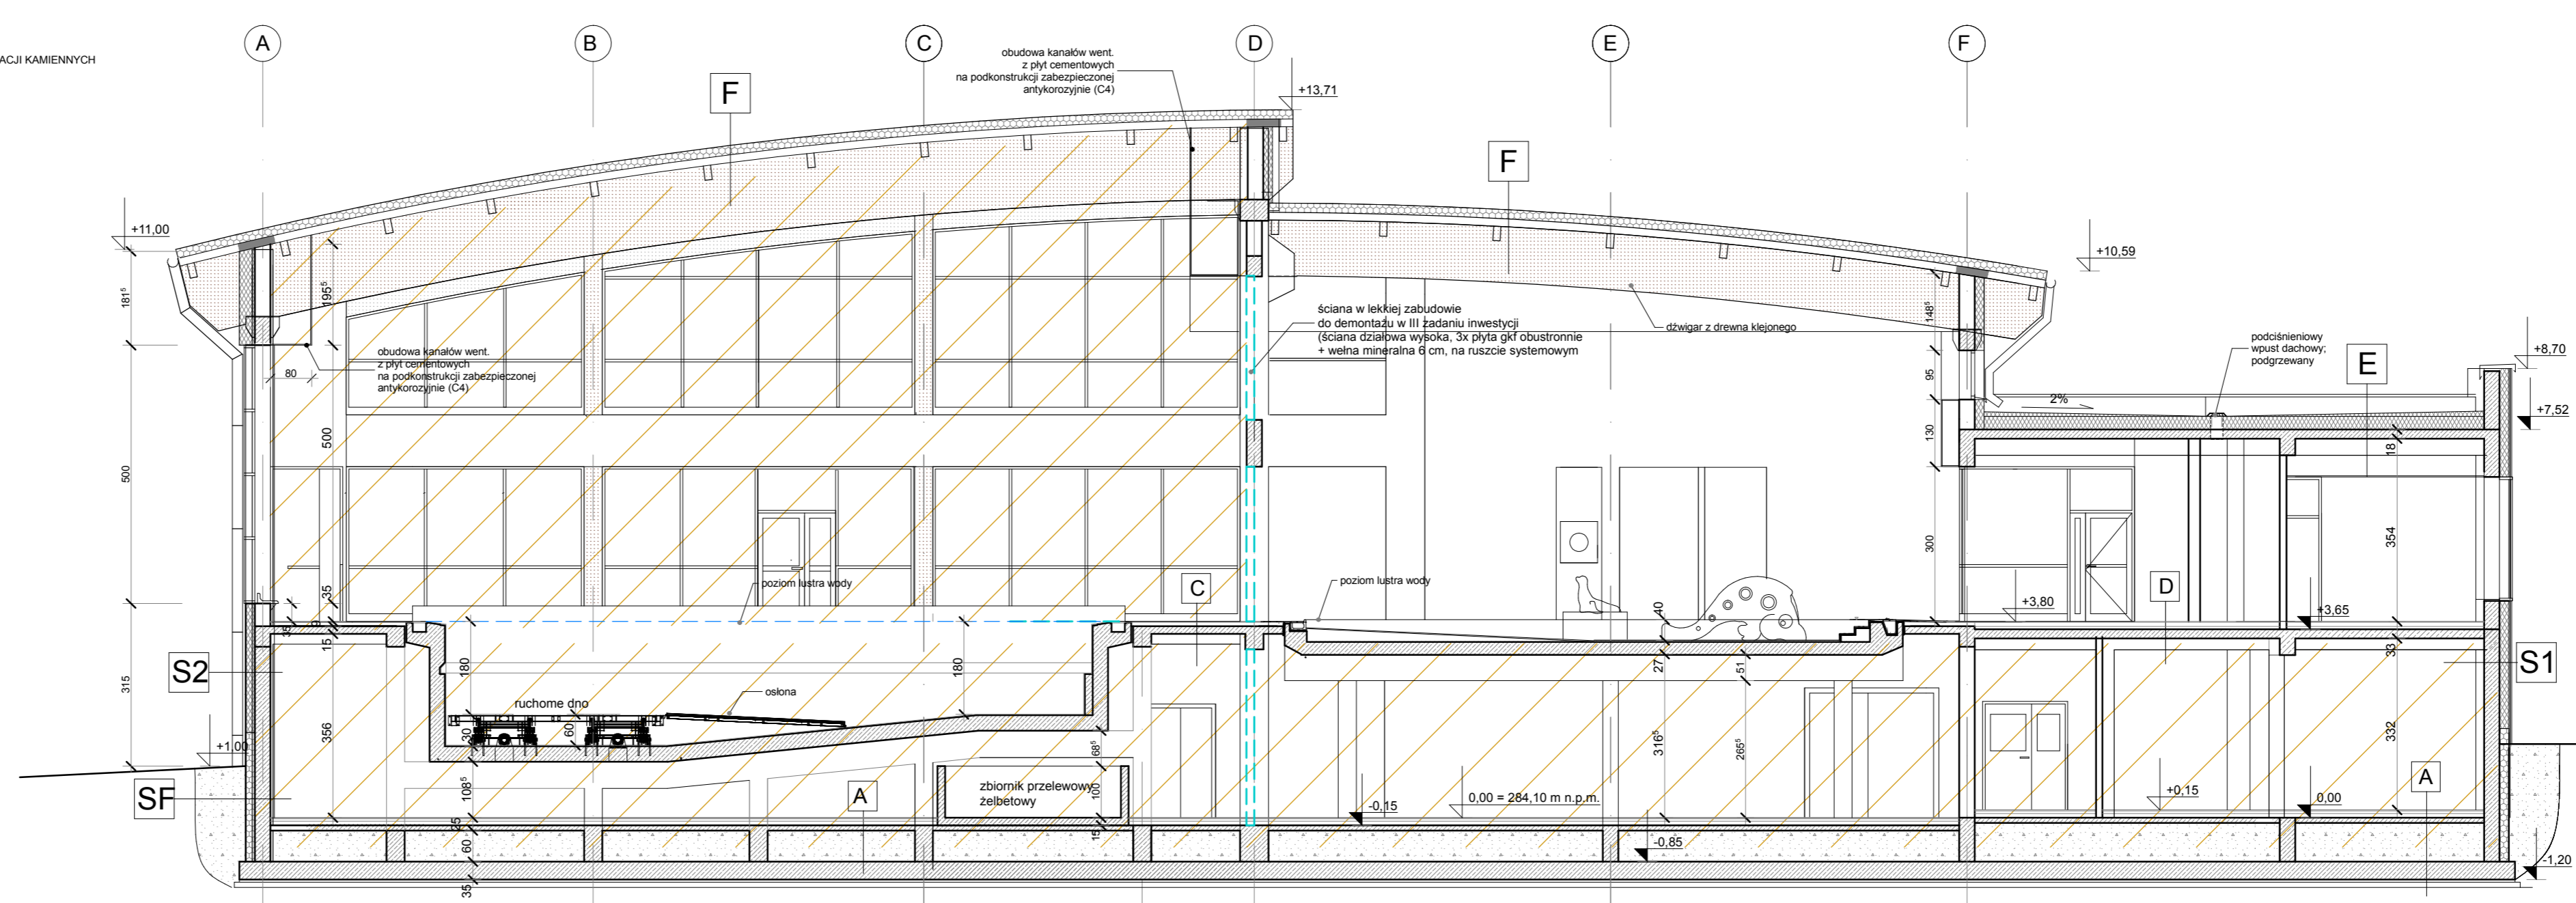 A
B
C
D
E
F
ACJI KAMIENNYCH
obudowa kanałów went.
z płyt cementowych
na podkonstrukcji zabezpieczonej
antykorozyjnie (C4)
+13,71
F
F
+11,00
+10,59
181⁵
195⁵
148⁵
ściana w lekkiej zabudowie
do demontażu w III zadaniu inwestycji
(ściana działowa wysoka, 3x płyta gkf obustronnie
+ wełna mineralna 6 cm, na ruszcie systemowym
dźwigar z drewna klejonego
podciśnieniowy
wpust dachowy;
podgrzewany
+8,70
E
obudowa kanałów went.
z płyt cementowych
na podkonstrukcji zabezpieczonej
antykorozyjnie (C4)
80
95
2%
+7,52
500
500
130
18
300
354
poziom lustra wody
poziom lustra wody
C
D
35
35
9
15
40
+3,80
+3,65
S2
180
180
27
51
33
S1
315
osłona
ruchome dno
356
30
60
68⁵
316⁵
265⁵
332
+1.00
SF
108⁵
A
zbiornik przelewowy
żelbetowy
100
-0,15
0,00 = 284,10 m n.p.m.
+0,15
0,00
A
25
15
60
-0,85
-1,20
35